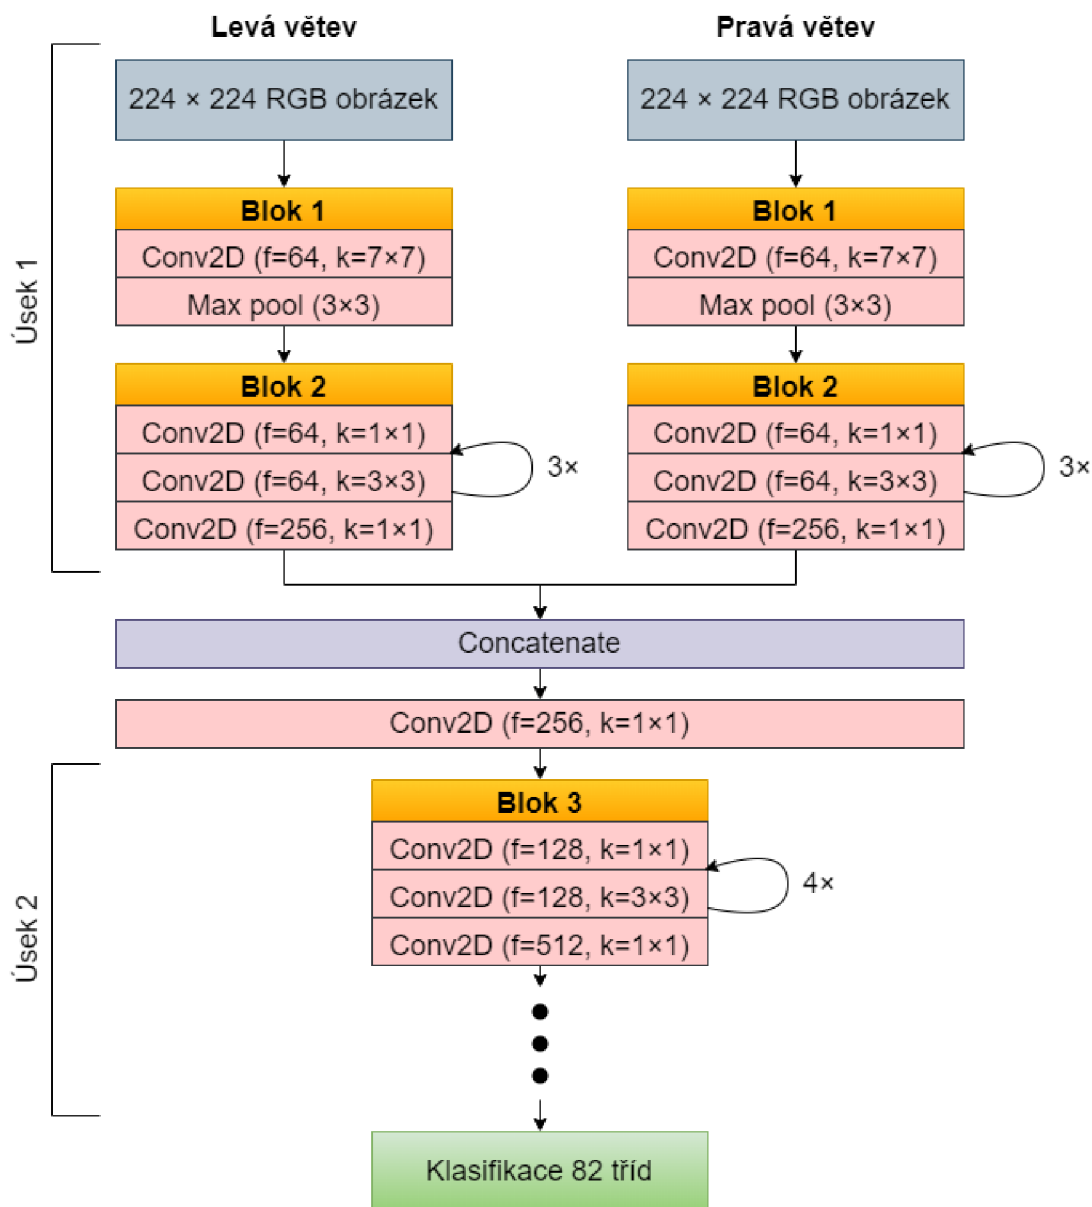 Levá větev
Pravá větev
224 × 224 RGB obrázek
224 × 224 RGB obrázek
Úsek 1
Blok 1
Conv2D (f=64, k=7×7)
Max pool (3×3)
Blok 1
Conv2D (f=64, k=7×7)
Max pool (3×3)
Blok 2
Conv2D (f=64, k=1×1)
Conv2D (f=64, k=3×3)
Conv2D (f=256, k=1×1)
3×
Blok 2
Conv2D (f=64, k=1×1)
Conv2D (f=64, k=3×3)
Conv2D (f=256, k=1×1)
3×
Concatenate
Conv2D (f=256, k=1×1)
Úsek 2
Blok 3
Conv2D (f=128, k=1×1)
Conv2D (f=128, k=3×3)
Conv2D (f=512, k=1×1)
4×
Klasifikace 82 tříd